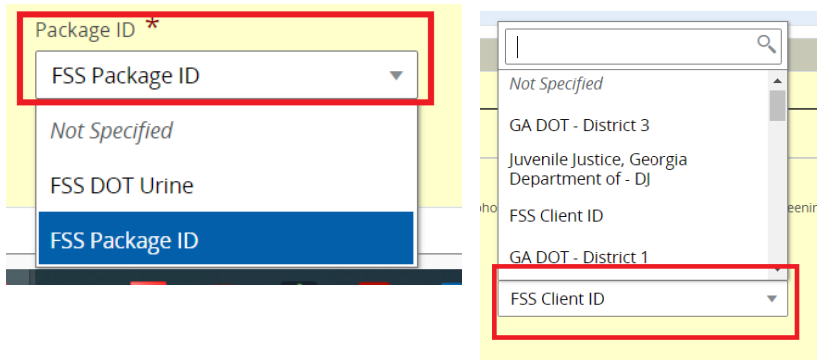 Package ID *
FSS Package ID
Not Specified
FSS DOT Urine
FSS Package ID
Not Specified
GA DOT - District 3
Juvenile Justice, Georgia
Department of - DJ
FSS Client ID
GA DOT - District 1
FSS Client ID